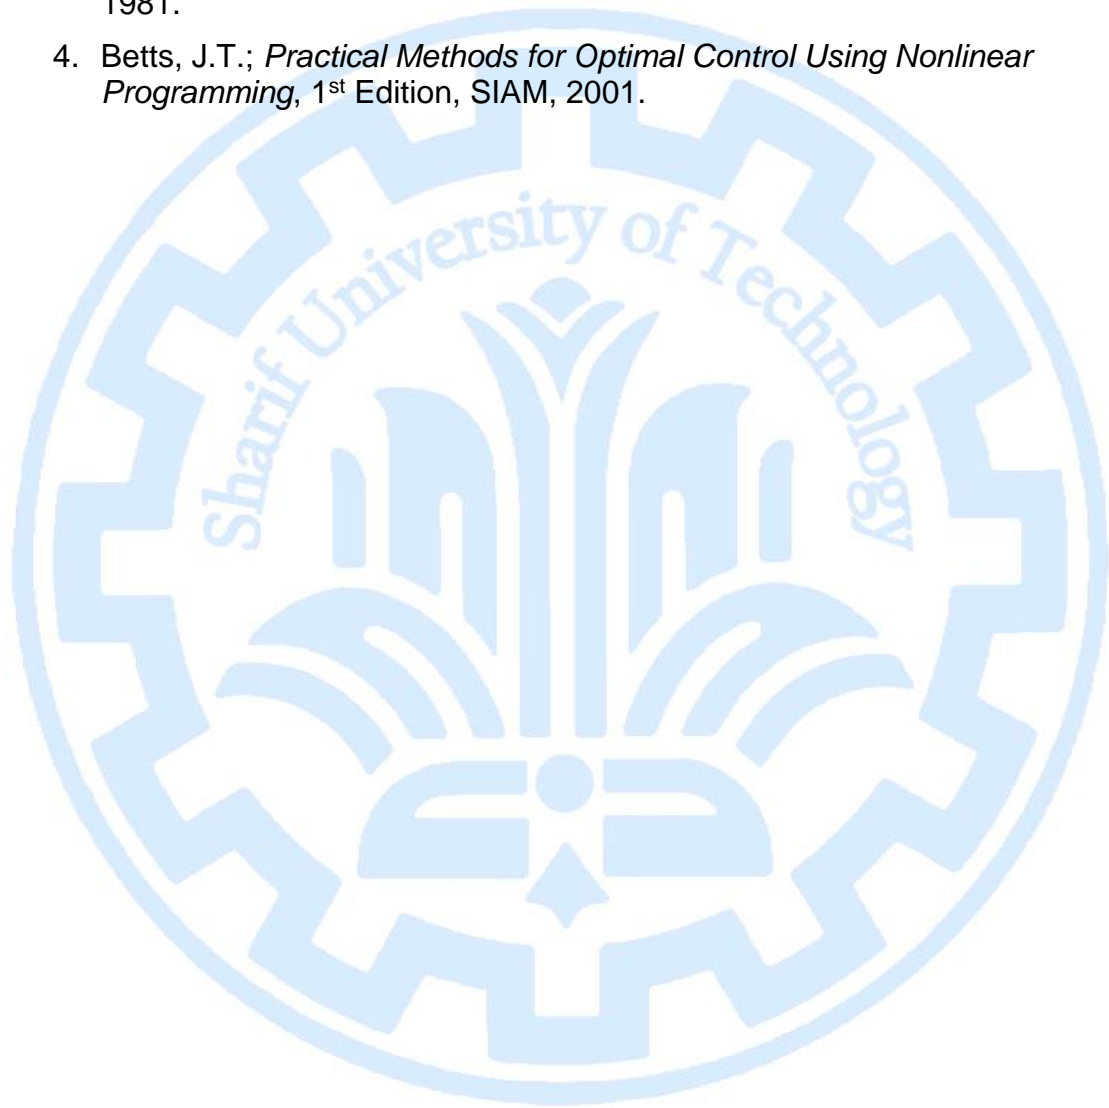 1981.
4. Betts, J.T.; Practical Methods for Optimal Control Using Nonlinear
Programming, 1st Edition, SIAM, 2001.
Sharif University of Technology